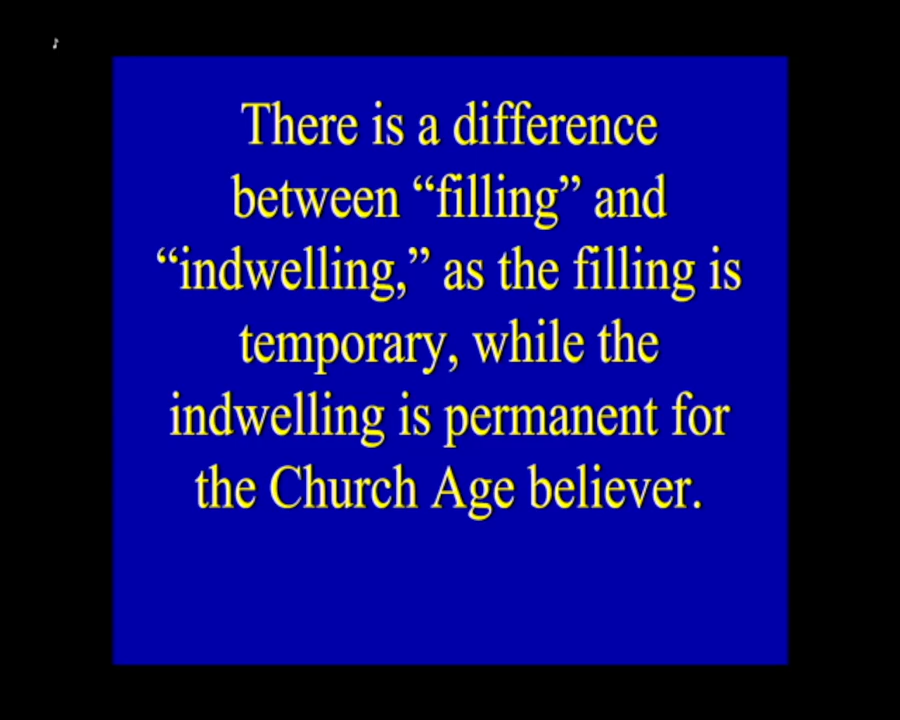 There is a difference
between “filling” and
“indwelling,” as the filling is
temporary, while the
indwelling is permanent for
the Church Age believer.